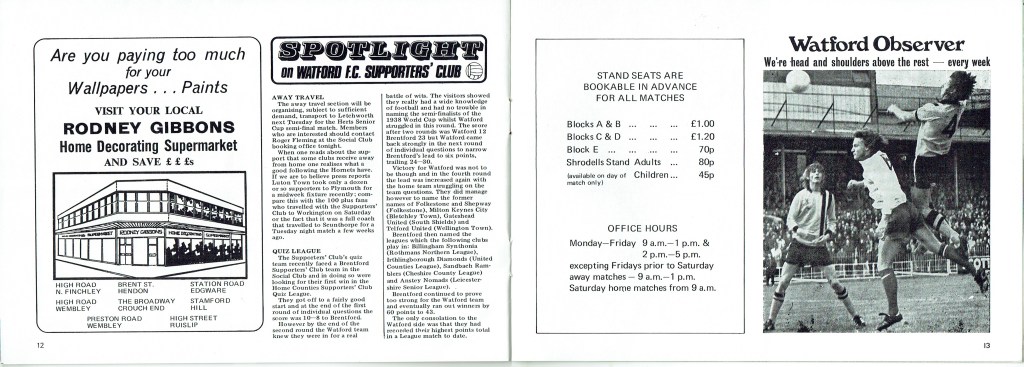 Are you paying too much
for your
Wallpapers . . . Paints
VISIT YOUR LOCAL
RODNEY GIBBONS
Home Decorating Supermarket
AND SAVE £ £ £s
RODNEY GIBBONS
HIGH ROAD
N. FINCHLEY
BRENT ST.
HENDON
STATION ROAD
EDGWARE
HIGH ROAD
WEMBLEY
THE BROADWAY
CROUCH END
STAMFORD
HILL
PRESTON ROAD
WEMBLEY
HIGH STREET
RUISLIP
12
SPOTLIGHT
on WATFORD F.C. SUPPORTERS' CLUB
AWAY TRAVEL
The away travel section will be
organising, subject to sufficient
demand, transport to Letchworth
next Tuesday for the Herts Senior
Cup semi-final match. Members
who are interested should contact
Roger Fleming at the Social Club
booking office tonight.
When one reads about the sup-
port that some clubs receive away
from home one realises what a
good following the Hornets have.
If we are to believe press reports
Luton Town took only a dozen
or so supporters to Plymouth for
a midweek fixture recently; com-
pare this with the 100 plus fans
who travelled with the Supporters'
Club to Workington on Saturday
or the fact that it was a full coach
that travelled to Scunthorpe for a
Tuesday night match a few weeks
ago.
QUIZ LEAGUE
The Supporters' Club's quiz
team recently faced a Brentford
Supporters' Club team in the
Social Club and in doing so were
looking for their first win in the
Home Counties Supporters' Club
Quiz League.
They got off to a fairly good
start and at the end of the first
round of individual questions the
score was 10—8 to Brentford.
However by the end of the
second round the Watford team
knew they were in for a real
battle of wits. The visitors showed
they really had a wide knowledge
of football and had no trouble in
naming the semi-finalists of the
1938 World Cup whilst Watford
struggled in this round. The score
after two rounds was Watford 12
Brentford 23 but Watford came
back strongly in the next round
of individual questions to narrow
Brentford's lead to six points,
trailing 24—30.
Victory for Watford was not to
be though and in the fourth round
the lead was increased again with
the home team struggling on the
team questions. They did manage
however to name the former
names of Folkestone and Shepway
(Folkestone), Milton Keynes City
(Bletchley Town), Gateshead
United (South Shields) and
Telford United (Wellington Town).
Brentford then named the
leagues which the following clubs
play in: Billingham Synthonia
(Rothmans Northern League),
Irthlingborough Diamonds (United
Counties League), Sandbach Ram-
blers (Cheshire County League)
and Anstey Nomads (Leicester-
shire Senior League).
Brentford continued to prove
too strong for the Watford team
and eventually ran out winners by
60 points to 43.
The only consolation to the
Watford side was that they had
recorded their highest points total
in a League match to date.
STAND SEATS ARE
BOOKABLE IN ADVANCE
FOR ALL MATCHES
Blocks A & B ... ... ... £1.00
Blocks C & D ... ... ... £1.20
Block E ... ... ... 70p
Shrodells Stand Adults ... 80p
(available on day of match only) Children ... 45p
OFFICE HOURS
Monday—Friday 9 a.m.—1 p.m. &
2 p.m.—5 p.m.
excepting Fridays prior to Saturday
away matches — 9 a.m.—1 p.m.
Saturday home matches from 9 a.m.
Watford Observer
We're head and shoulders above the rest — every week
13